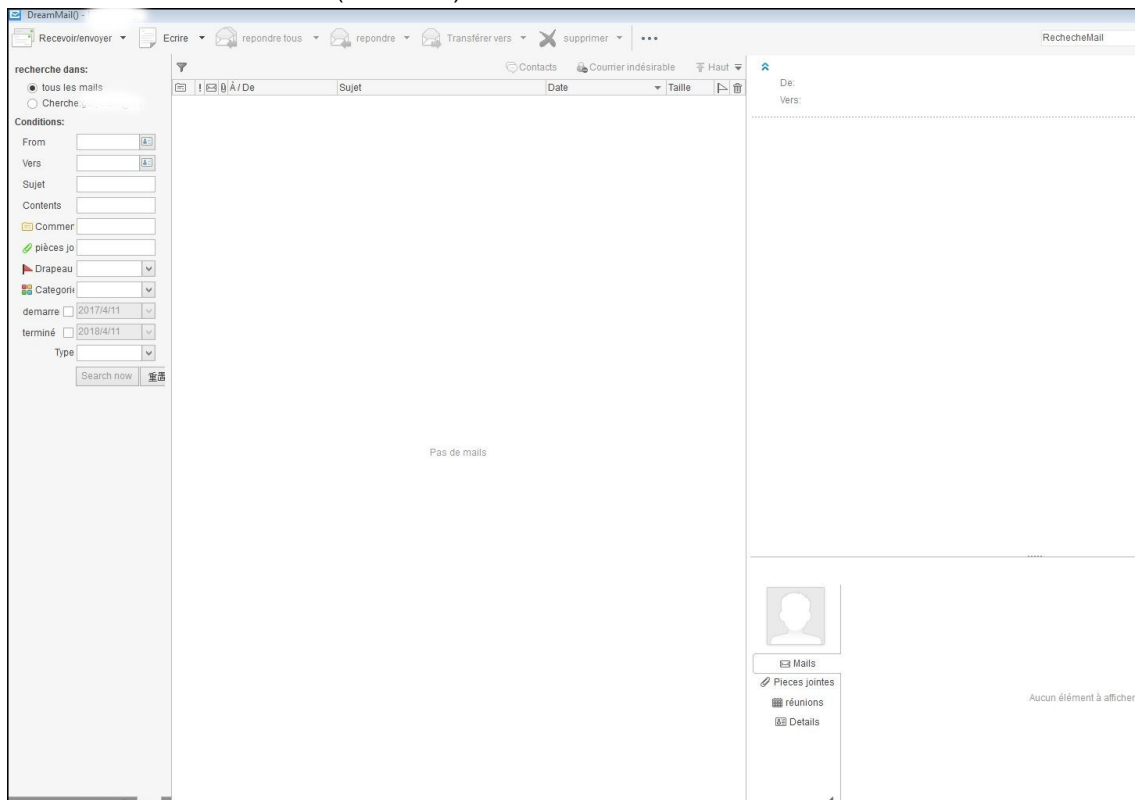 DreamMail() -
Recevoir/envoyer Ecrire repondre tous repondre Transférer vers supprimer ••• RechecheMail
recherche dans:
tous les mails
Cherche
Conditions:
From
Vers
Sujet
Contents
Commer
pièces jo
Drapeau
Categorie
demarre 2017/4/11
terminé 2018/4/11
Type
Search now 重置
Contacts Courrier indésirable Haut
! À / De Sujet Date Taille
Pas de mails
De:
Vers:
Mails
Pieces jointes
réunions
Details
Aucun élément à afficher